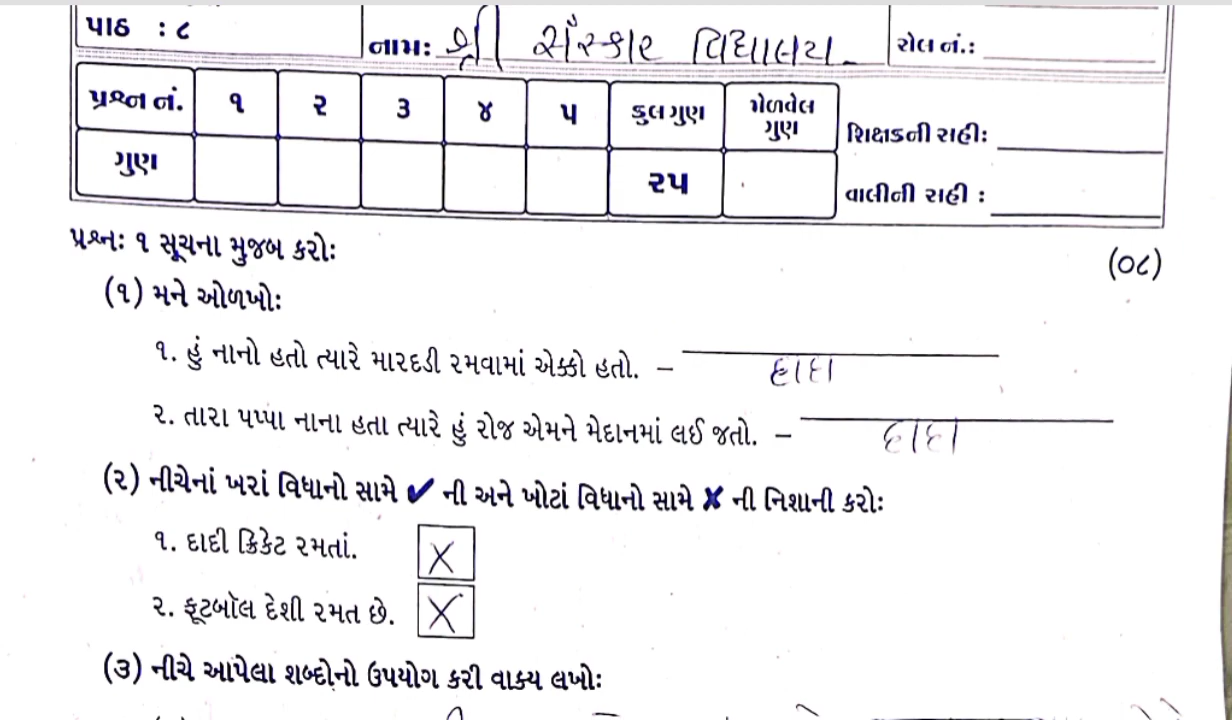 પાઠ : ૮
નામ: શ્રી સઁસ્કાર વિદ્યાલય.
રોલ નં.:
પ્રશ્ન નં. ૧ ૨ ૩ ૪ ૫ કુલ ગુણ મેળવેલ ગુણ
શિક્ષકની સહી:
ગુણ ૨૫
વાલીની સહી :
પ્રશ્ન: ૧ સૂચના મુજબ કરો: (૦૮)
(૧) મને ઓળખો:
૧. હું નાનો હતો ત્યારે મારદડી રમવામાં એક્કો હતો. – દાદા
૨. તારા પપ્પા નાના હતા ત્યારે હું રોજ એમને મેદાનમાં લઈ જતો. – દાદા
(૨) નીચેનાં ખરાં વિધાનો સામે ✔ ની અને ખોટાં વિધાનો સામે ✘ ની નિશાની કરો:
૧. દાદી ક્રિકેટ રમતાં. X
૨. ફૂટબૉલ દેશી રમત છે. X
(૩) નીચે આપેલા શબ્દોનો ઉપયોગ કરી વાક્ય લખો: